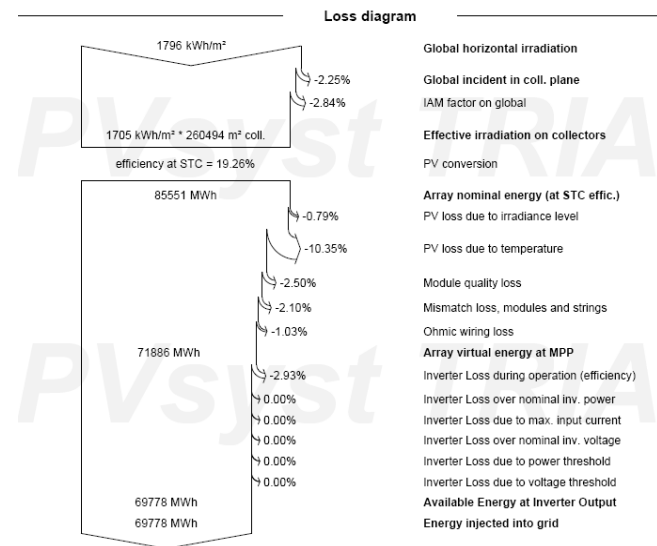 Loss diagram
1796 kWh/m² Global horizontal irradiation
-2.25% Global incident in coll. plane
-2.84% IAM factor on global
1705 kWh/m² * 260494 m² coll. Effective irradiation on collectors
efficiency at STC = 19.26% PV conversion
85551 MWh Array nominal energy (at STC effic.)
-0.79% PV loss due to irradiance level
-10.35% PV loss due to temperature
-2.50% Module quality loss
-2.10% Mismatch loss, modules and strings
-1.03% Ohmic wiring loss
71886 MWh Array virtual energy at MPP
-2.93% Inverter Loss during operation (efficiency)
0.00% Inverter Loss over nominal inv. power
0.00% Inverter Loss due to max. input current
0.00% Inverter Loss over nominal inv. voltage
0.00% Inverter Loss due to power threshold
0.00% Inverter Loss due to voltage threshold
69778 MWh Available Energy at Inverter Output
69778 MWh Energy injected into grid
PVsyst TRIA
PVsyst TRIA